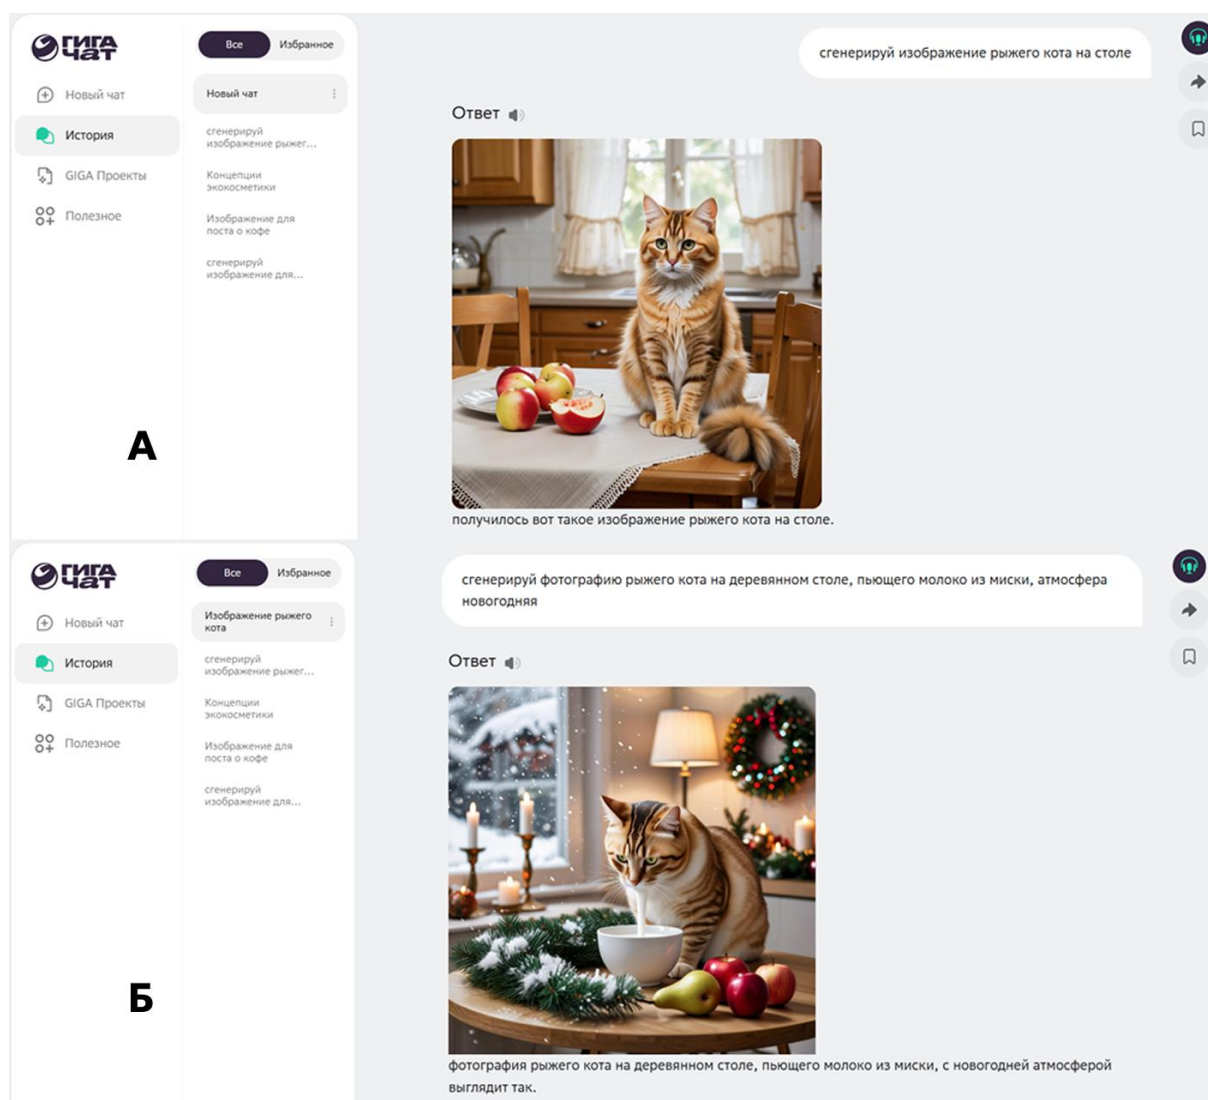 ГИГА
ЧАТ
Новый чат
История
GIGA Проекты
Полезное
А
Все
Избранное
Новый чат
сгенерируй
изображение рыжег...
Концепции
экокосметики
Изображение для
поста о кофе
сгенерируй
изображение для...
сгенерируй изображение рыжего кота на столе
Ответ
получилось вот такое изображение рыжего кота на столе.
ГИГА
ЧАТ
Новый чат
История
GIGA Проекты
Полезное
Б
Все
Избранное
Изображение рыжего
кота
сгенерируй
изображение рыжег...
Концепции
экокосметики
Изображение для
поста о кофе
сгенерируй
изображение для...
сгенерируй фотографию рыжего кота на деревянном столе, пьющего молоко из миски, атмосфера
новогодняя
Ответ
фотография рыжего кота на деревянном столе, пьющего молоко из миски, с новогодней атмосферой
выглядит так.